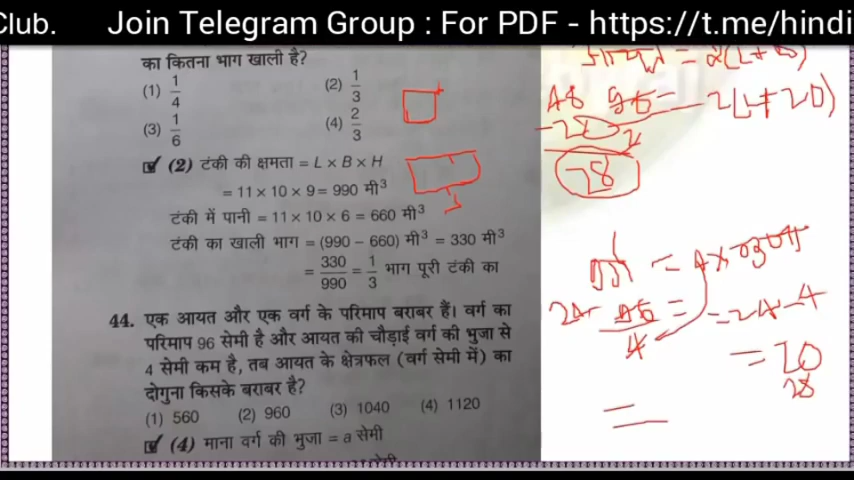 Club. Join Telegram Group : For PDF - https://t.me/hindi
का कितना भाग खाली है?
(1) 1/4 (2) 1/3
(3) 1/6 (4) 2/3
(2) टंकी की क्षमता = L × B × H
= 11 × 10 × 9 = 990 मी³
टंकी में पानी = 11 × 10 × 6 = 660 मी³
टंकी का खाली भाग = (990 − 660) मी³ = 330 मी³
= 330/990 = 1/3 भाग पूरी टंकी का
44. एक आयत और एक वर्ग के परिमाप बराबर हैं। वर्ग का
परिमाप 96 सेमी है और आयत की चौड़ाई वर्ग की भुजा से
4 सेमी कम है, तब आयत के क्षेत्रफल (वर्ग सेमी में) का
दोगुना किसके बराबर है?
(1) 560 (2) 960 (3) 1040 (4) 1120
(4) माना वर्ग की भुजा = a सेमी
48 96 = 2(L+20)
28
= 24-4
= 20
28